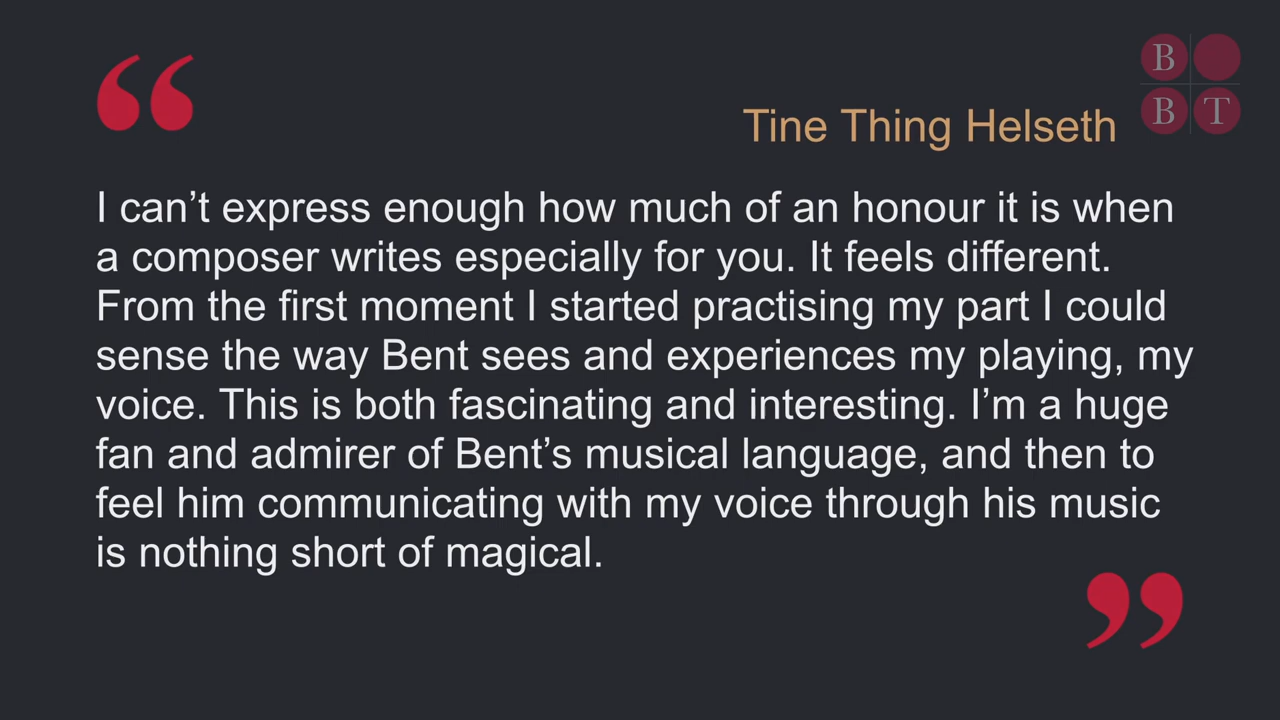 “
B
B T
Tine Thing Helseth
I can’t express enough how much of an honour it is when
a composer writes especially for you. It feels different.
From the first moment I started practising my part I could
sense the way Bent sees and experiences my playing, my
voice. This is both fascinating and interesting. I’m a huge
fan and admirer of Bent’s musical language, and then to
feel him communicating with my voice through his music
is nothing short of magical.
”